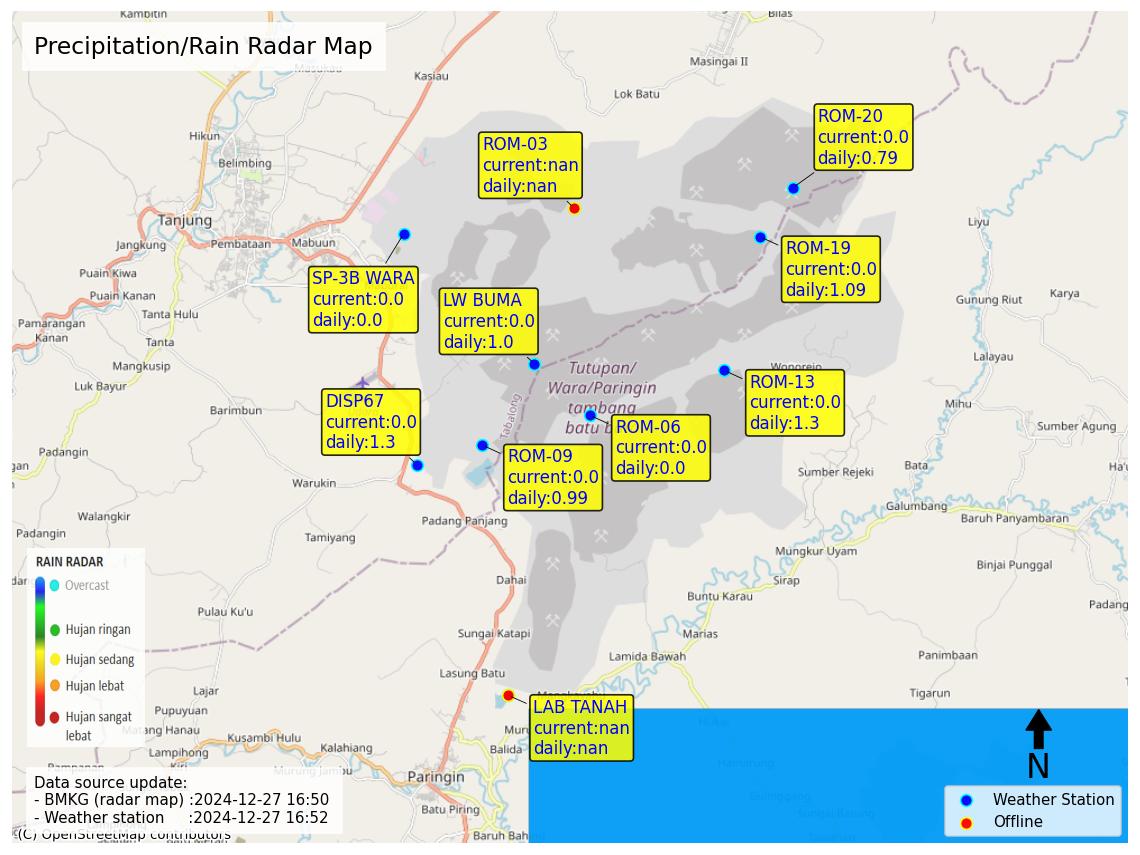 Kambitin
Bilas
Precipitation/Rain Radar Map
Masukau
Kasiau
Masingai II
Lok Batu
Hikun
Belimbing
ROM-03
current:nan
daily:nan
ROM-20
current:0.0
daily:0.79
Tanjung
Jangkung
Pembataan
Mabuun
Liyu
Puain Kiwa
Puain Kanan
Tanta Hulu
SP-3B WARA
current:0.0
daily:0.0
ROM-19
current:0.0
daily:1.09
LW BUMA
current:0.0
daily:1.0
Gunung Riut
Karya
Pamarangan
Kanan
Tanta
Mangkusip
Luk Bayur
Lalayau
Tutupan/
Wara/Paringin
tambang
batu b
Wonorejo
ROM-13
current:0.0
daily:1.3
Barimbun
DISP67
current:0.0
daily:1.3
Tabalong
ROM-06
current:0.0
daily:0.0
Mihu
Sumber Agung
Padangin
gan
ROM-09
current:0.0
daily:0.99
Sumber Rejeki
Bata
Ha'u
Warukin
Galumbang
Walangkir
Padangin
Padang Panjang
Baruh Panyambaran
Tamiyang
Mungkur Uyam
Binjai Punggal
RAIN RADAR
Overcast
Hujan ringan
Hujan sedang
Hujan lebat
Hujan sangat
lebat
Dahai
Sirap
Buntu Karau
Padang
Pulau Ku'u
Sungai Katapi
Marias
Lamida Bawah
Panimbaan
Lasung Batu
Tigarun
Lajar
Pupuyuan
Matang Hanau
LAB TANAH
current:nan
daily:nan
Kusambi Hulu
Lampihong
Kalahiang
Balida
Murung Jambu
Paringin
Batu Piring
N
Data source update:
- BMKG (radar map) :2024-12-27 16:50
- Weather station :2024-12-27 16:52
Weather Station
Offline
(C) OpenStreetMap contributors